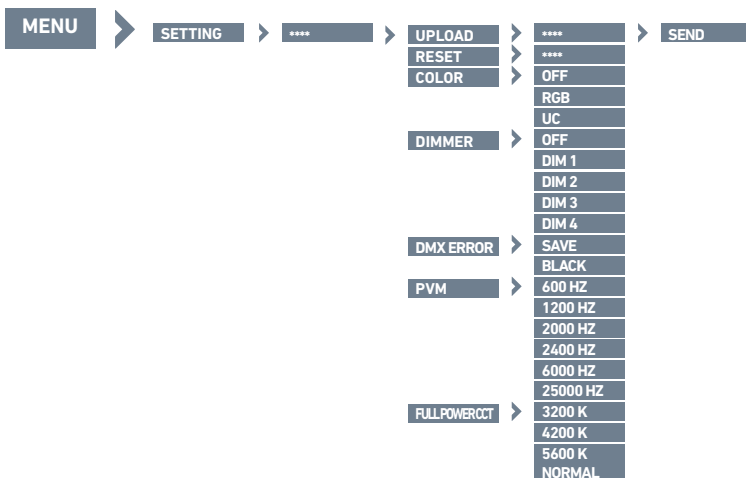 MENU SETTING **** UPLOAD **** SEND
RESET ****
COLOR OFF
RGB
UC
DIMMER OFF
DIM 1
DIM 2
DIM 3
DIM 4
DMX ERROR SAVE
BLACK
PVM 600 HZ
1200 HZ
2000 HZ
2400 HZ
6000 HZ
25000 HZ
FULLPOWERCCT 3200 K
4200 K
5600 K
NORMAL